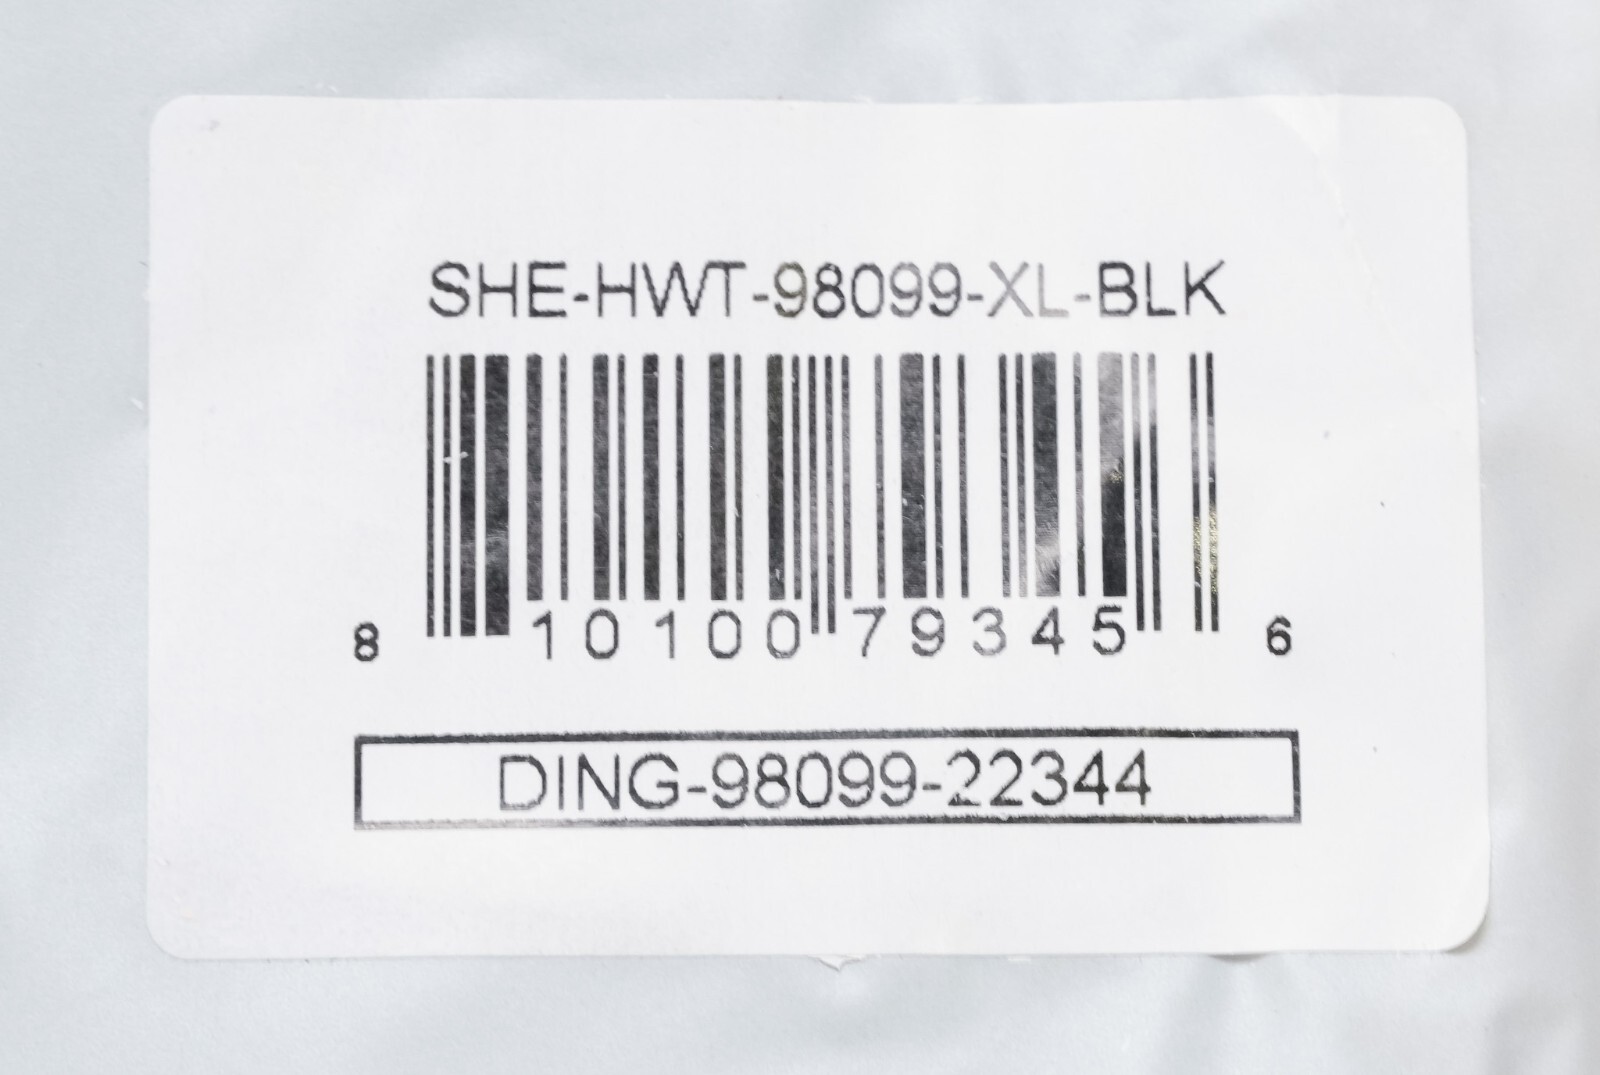 SHE-HWT-98099-XL-BLK
8 10100 79345 6
DING-98099-22344